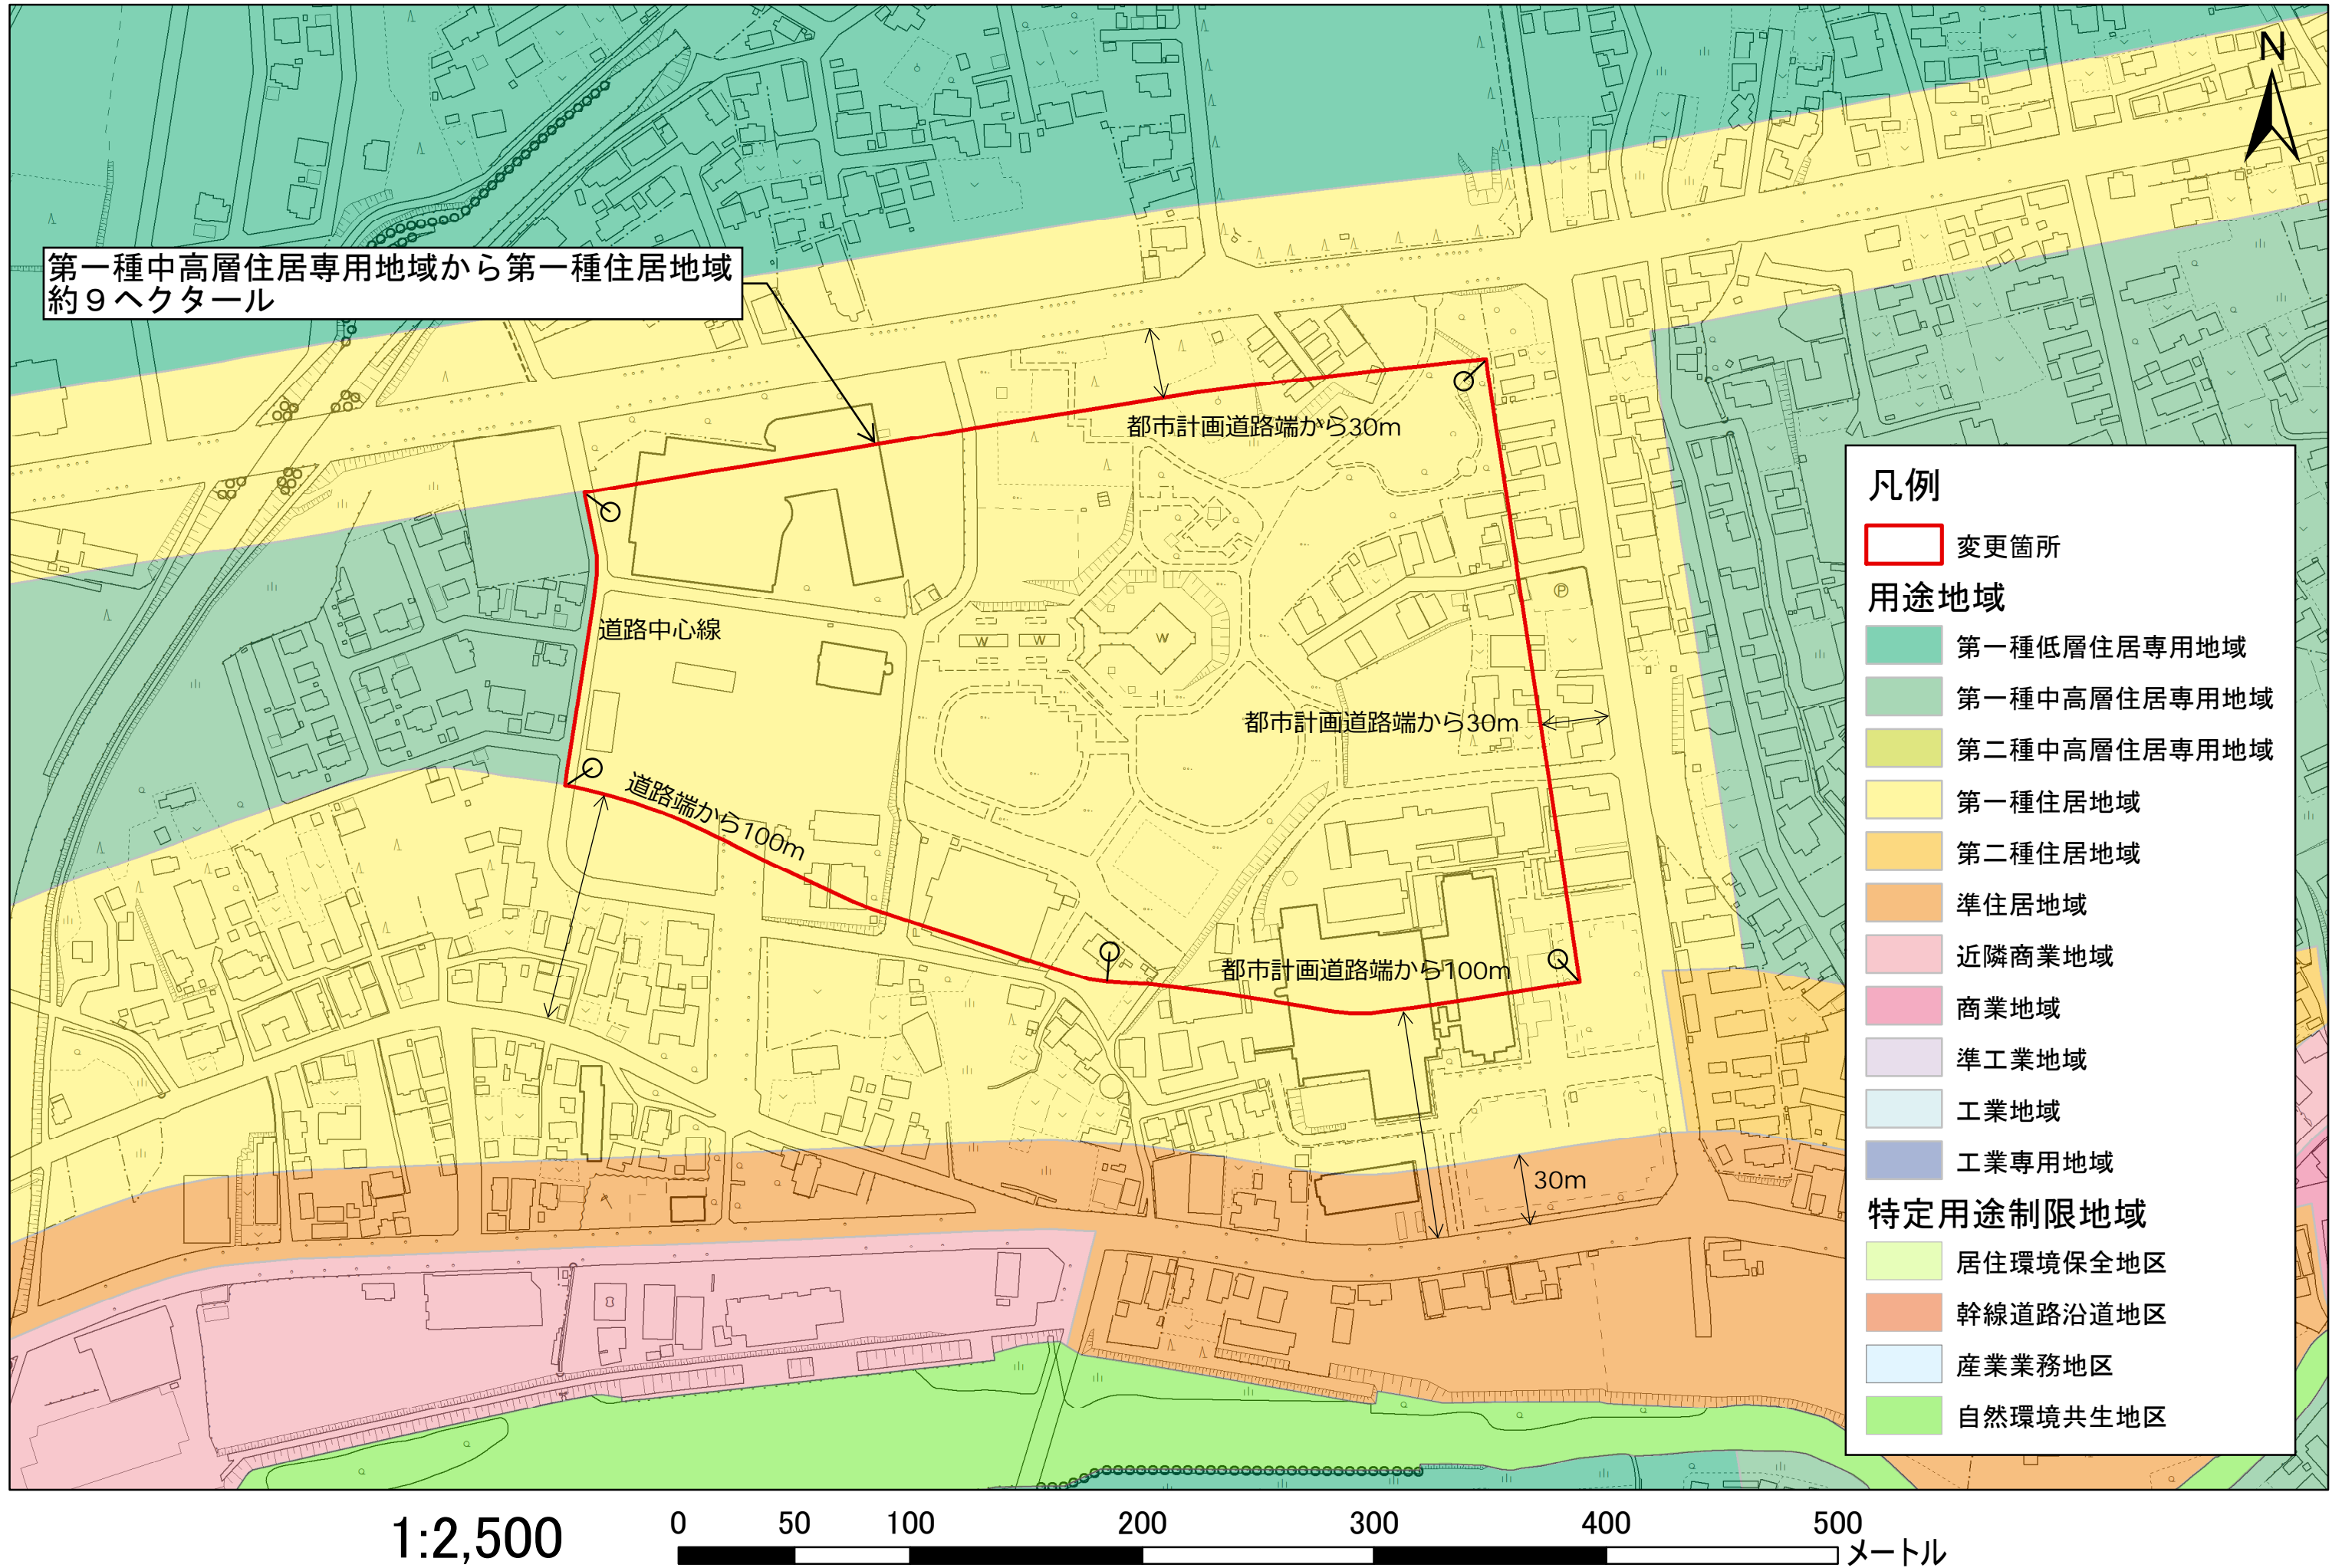 N
第一種中高層住居専用地域から第一種住居地域
約９ヘクタール
都市計画道路端から30m
道路中心線
都市計画道路端から30m
道路端から100m
都市計画道路端から100m
30m
W
W
W
P
凡例
変更箇所
用途地域
第一種低層住居専用地域
第一種中高層住居専用地域
第二種中高層住居専用地域
第一種住居地域
第二種住居地域
準住居地域
近隣商業地域
商業地域
準工業地域
工業地域
工業専用地域
特定用途制限地域
居住環境保全地区
幹線道路沿道地区
産業業務地区
自然環境共生地区
1:2,500
0 50 100 200 300 400 500
メートル